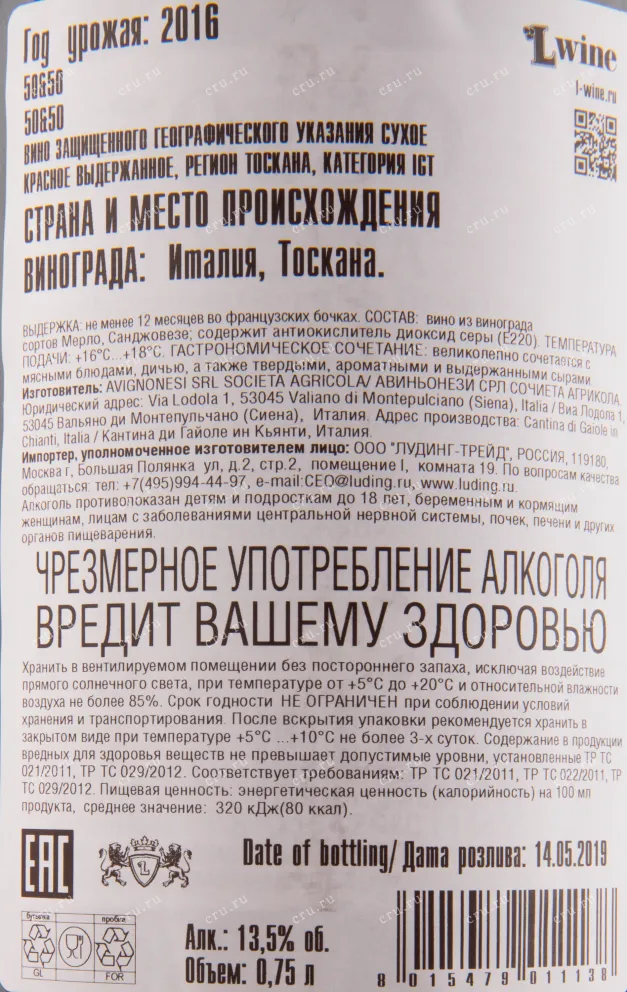 Год урожая: 2016
Lwine
l-wine.ru
50&50
50&50
ВИНО ЗАЩИЩЕННОГО ГЕОГРАФИЧЕСКОГО УКАЗАНИЯ СУХОЕ
КРАСНОЕ ВЫДЕРЖАННОЕ, РЕГИОН ТОСКАНА, КАТЕГОРИЯ IGT
СТРАНА И МЕСТО ПРОИСХОЖДЕНИЯ
ВИНОГРАДА: Италия, Тоскана.
ВЫДЕРЖКА: не менее 12 месяцев во французских бочках. СОСТАВ: вино из винограда
сортов Мерло, Санджовезе; содержит антиокислитель диоксид серы (Е220). ТЕМПЕРАТУРА
ПОДАЧИ: +16°С...+18°С. ГАСТРОНОМИЧЕСКОЕ СОЧЕТАНИЕ: великолепно сочетается с
мясными блюдами, дичью, а также твердыми, ароматными и выдержанными сырами.
Изготовитель: AVIGNONESI SRL SOCIETA AGRICOLA/ АВИНЬОНЕЗИ СРЛ СОЧИЕТА АГРИКОЛА,
Юридический адрес: Via Lodola 1, 53045 Valiano di Montepulciano (Siena), Italia / Виа Лодола 1,
53045 Вальяно ди Монтепульчано (Сиена), Италия. Адрес производства: Cantina di Gaiole in
Chianti, Italia / Кантина ди Гайоле ин Кьянти, Италия.
Импортер, уполномоченное изготовителем лицо: ООО "ЛУДИНГ-ТРЕЙД", РОССИЯ, 119180,
Москва г, Большая Полянка ул, д.2, стр.2, помещение I, комната 19. По вопросам качества
обращаться: тел: +7(495)994-44-97, e-mail:CEO@luding.ru, www.luding.ru.
Алкоголь противопоказан детям и подросткам до 18 лет, беременным и кормящим
женщинам, лицам с заболеваниями центральной нервной системы, почек, печени и других
органов пищеварения.
ЧРЕЗМЕРНОЕ УПОТРЕБЛЕНИЕ АЛКОГОЛЯ
ВРЕДИТ ВАШЕМУ ЗДОРОВЬЮ
Хранить в вентилируемом помещении без постороннего запаха, исключая воздействие
прямого солнечного света, при температуре от +5°С до +20°С и относительной влажности
воздуха не более 85%. Срок годности НЕ ОГРАНИЧЕН при соблюдении условий
хранения и транспортирования. После вскрытия упаковки рекомендуется хранить в
закрытом виде при температуре +5°С ...+10°С не более 3-х суток. Содержание в продукции
вредных для здоровья веществ не превышает допустимые уровни, установленные ТР ТС
021/2011, ТР ТС 029/2012. Соответствует требованиям: ТР ТС 021/2011, ТР ТС 022/2011, ТР
ТС 029/2012. Пищевая ценность: энергетическая ценность (калорийность) на 100 мл
продукта, среднее значение: 320 кДж(80 ккал).
EAC
L
Date of bottling/ Дата розлива: 14.05.2019
бутылка
пробка
GL
FOR
Алк.: 13,5% об.
Объем: 0,75 л
8 015479 011138